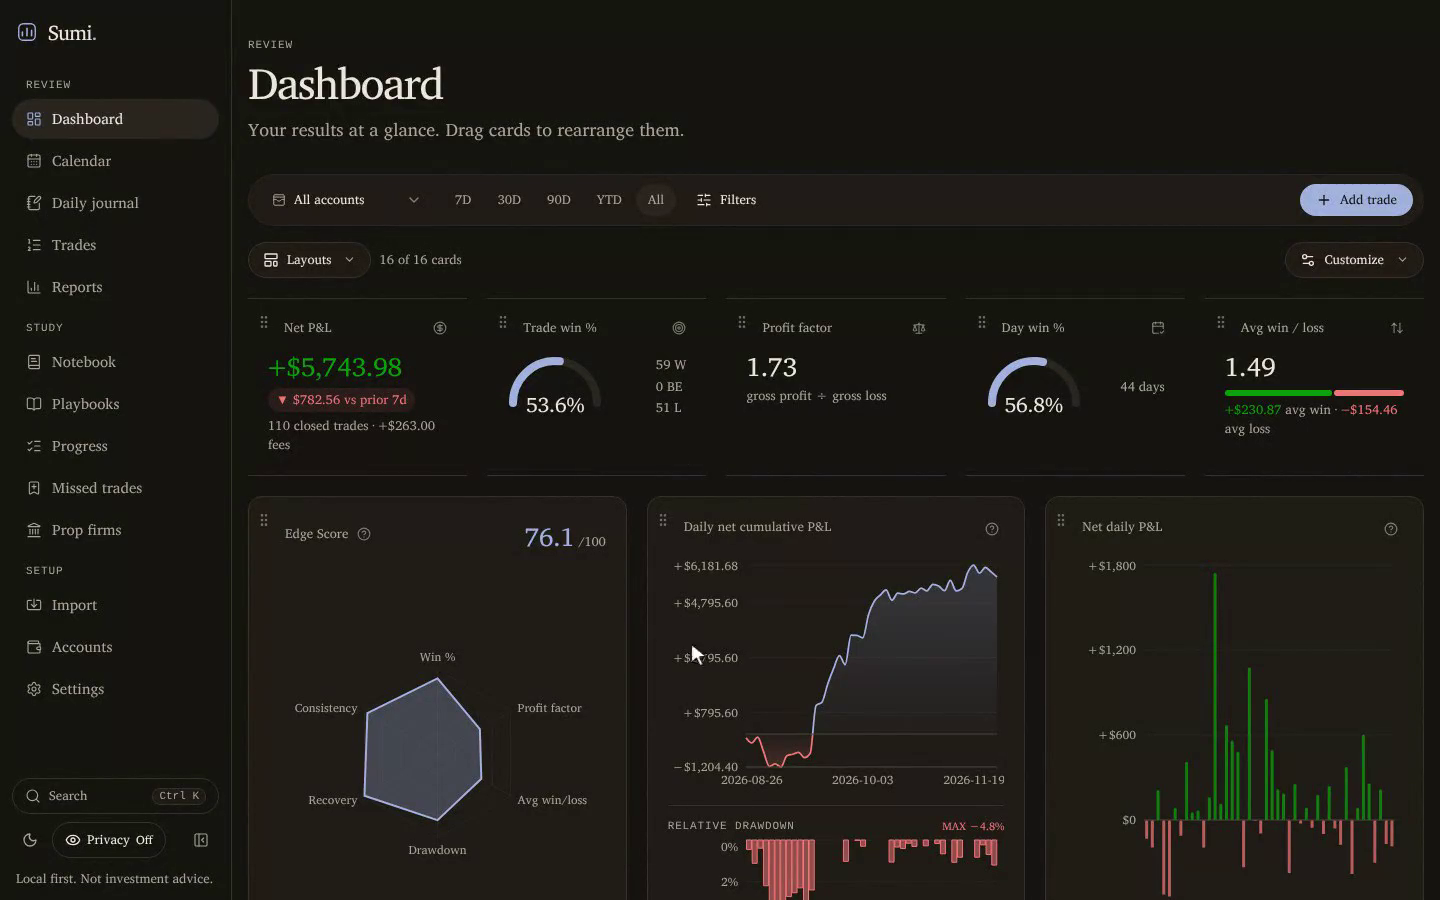 Sumi.
REVIEW
Dashboard
Calendar
Daily journal
Trades
Reports
STUDY
Notebook
Playbooks
Progress
Missed trades
Prop firms
SETUP
Import
Accounts
Settings
Search Ctrl K
Privacy Off
Local first. Not investment advice.
REVIEW
Dashboard
Your results at a glance. Drag cards to rearrange them.
All accounts 7D 30D 90D YTD All Filters Add trade
Layouts 16 of 16 cards Customize
Net P&L
+$5,743.98
▼ $782.56 vs prior 7d
110 closed trades · +$263.00
fees
Trade win %
53.6%
59 W
0 BE
51 L
Profit factor
1.73
gross profit ÷ gross loss
Day win %
56.8%
44 days
Avg win / loss
1.49
+$230.87 avg win · −$154.46
avg loss
Edge Score 76.1 /100
Win %
Consistency Profit factor
Recovery Avg win/loss
Drawdown
Daily net cumulative P&L
+$6,181.68
+$4,795.60
95.60
+$795.60
−$1,204.40
2026-08-26 2026-10-03 2026-11-19
RELATIVE DRAWDOWN MAX −4.8%
0%
2%
Net daily P&L
+$1,800
+$1,200
+$600
$0